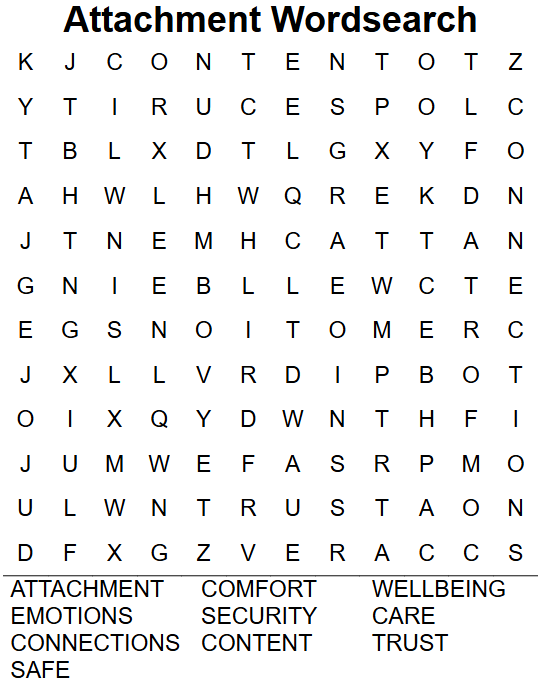 Attachment Wordsearch
K J C O N T E N T O T Z
Y T I R U C E S P O L C
T B L X D T L G X Y F O
A H W L H W Q R E K D N
J T N E M H C A T T A N
G N I E B L L E W C T E
E G S N O I T O M E R C
J X L L V R D I P B O T
O I X Q Y D W N T H F I
J U M W E F A S R P M O
U L W N T R U S T A O N
D F X G Z V E R A C C S
ATTACHMENT COMFORT WELLBEING
EMOTIONS SECURITY CARE
CONNECTIONS CONTENT TRUST
SAFE